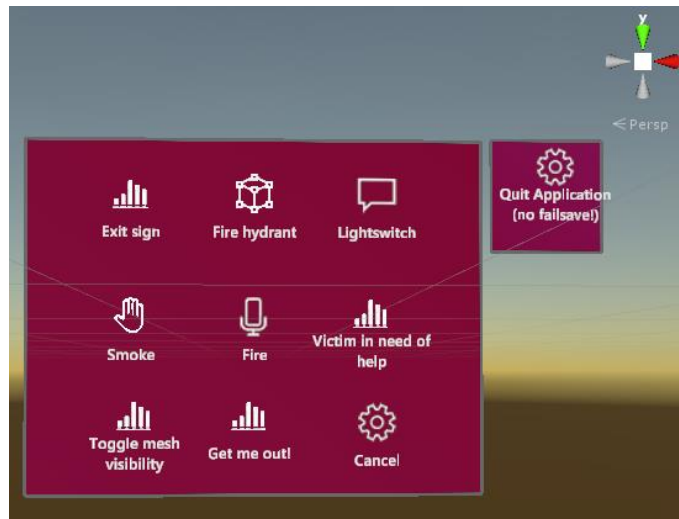 y
< Persp
Quit Application
(no failsave!)
Exit sign
Fire hydrant
Lightswitch
Smoke
Fire
Victim in need of
help
Toggle mesh
visibility
Get me out!
Cancel